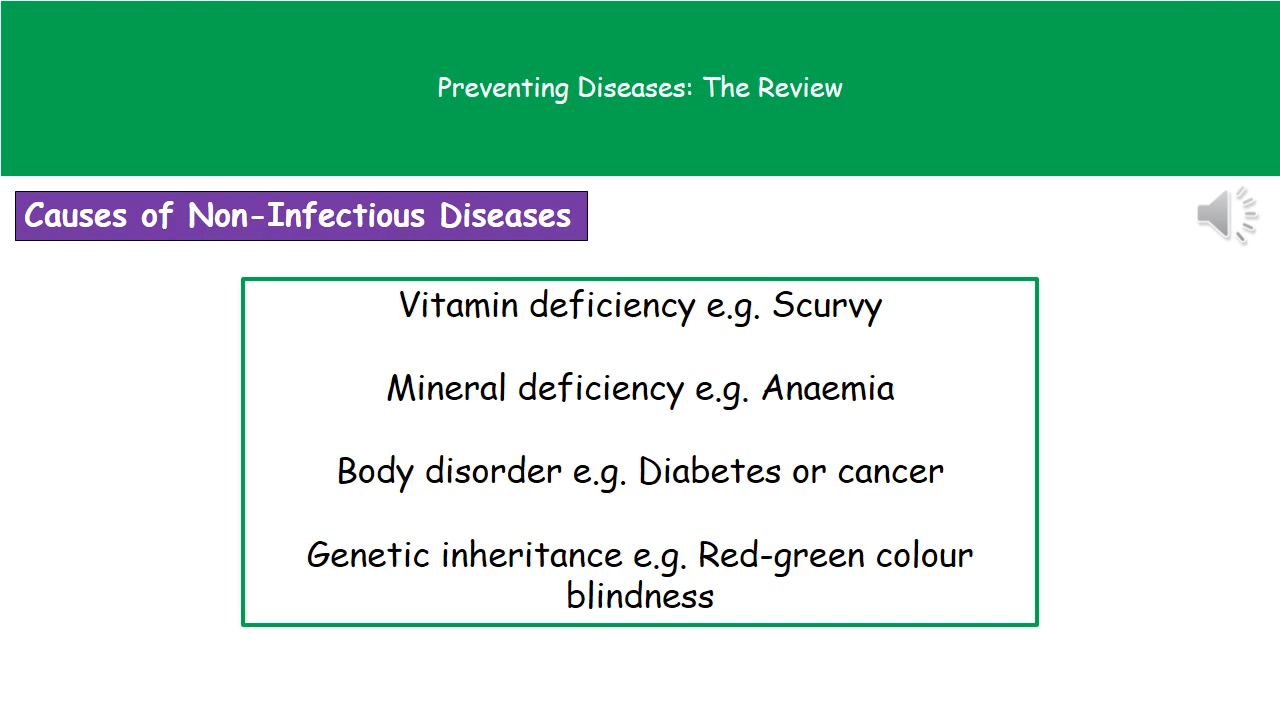 Preventing Diseases: The Review
Causes of Non-Infectious Diseases
Vitamin deficiency e.g. Scurvy
Mineral deficiency e.g. Anaemia
Body disorder e.g. Diabetes or cancer
Genetic inheritance e.g. Red-green colour
blindness